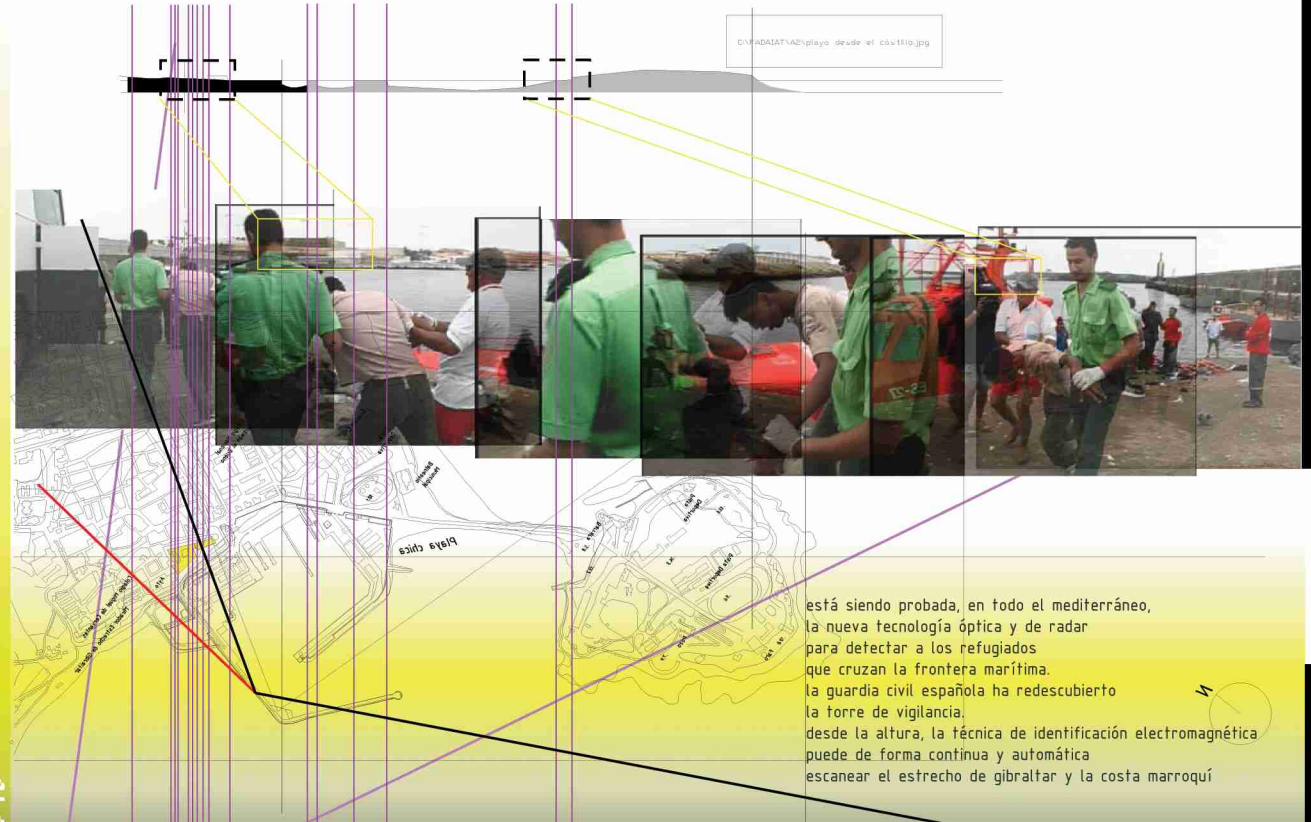 C:\FADAIAT\A2\playa desde el castillo.jpg
Playa chica
está siendo probada, en todo el mediterráneo,
la nueva tecnología óptica y de radar
para detectar a los refugiados
que cruzan la frontera marítima.
la guardia civil española ha redescubierto
la torre de vigilancia.
desde la altura, la técnica de identificación electromagnética
puede de forma continua y automática
escanear el estrecho de gibraltar y la costa marroquí
N